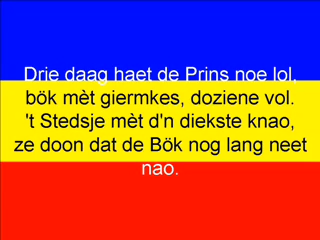 Drie daag haet de Prins noe lol,
bök mèt giermkes, doziene vol.
't Stedsje mèt d'n diekste knao,
ze doon dat de Bök nog lang neet
nao.